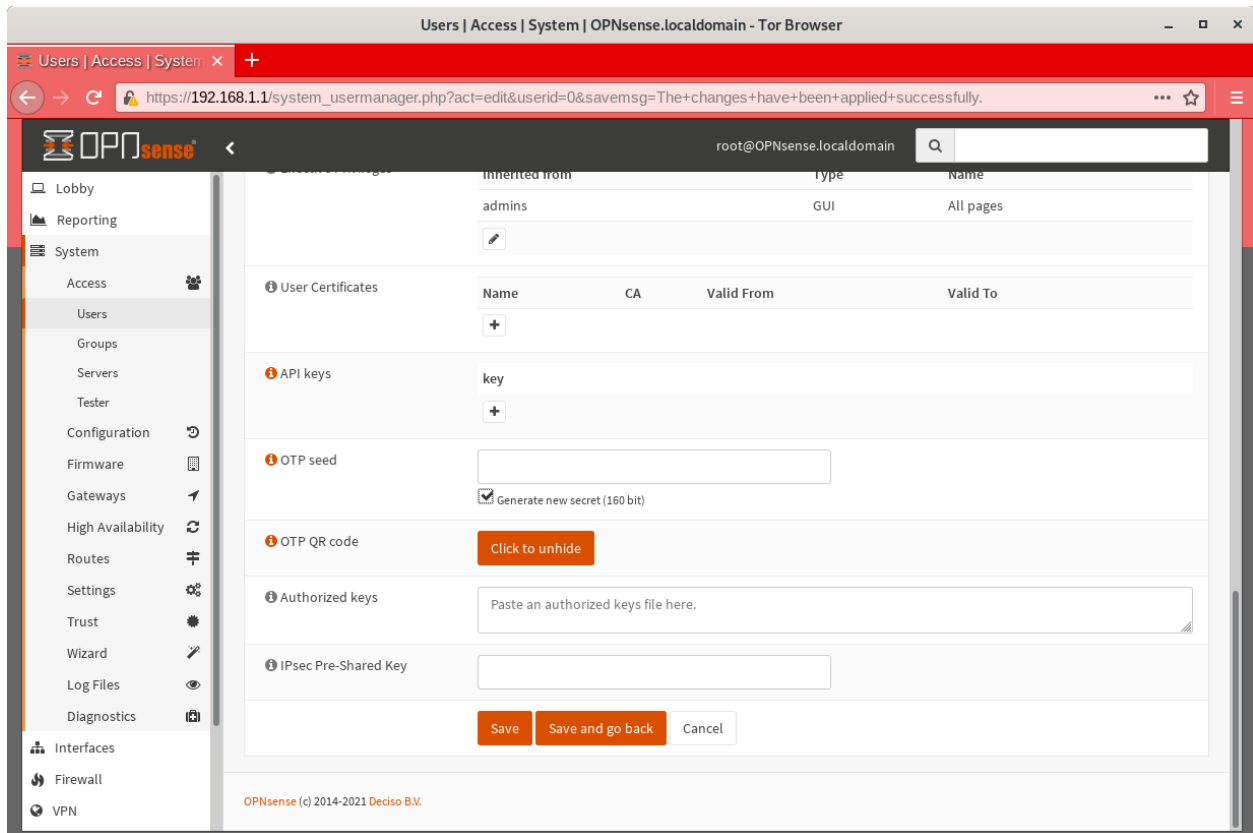 Users | Access | System | OPNsense.localdomain - Tor Browser
Users | Access | System
https://192.168.1.1/system_usermanager.php?act=edit&userid=0&savemsg=The+changes+have+been+applied+successfully.
OPNsense
root@OPNsense.localdomain
Lobby
Reporting
System
Access
Users
Groups
Servers
Tester
Configuration
Firmware
Gateways
High Availability
Routes
Settings
Trust
Wizard
Log Files
Diagnostics
Interfaces
Firewall
VPN
Inherited from Type Name
admins GUI All pages
User Certificates
Name CA Valid From Valid To
API keys
key
OTP seed
Generate new secret (160 bit)
OTP QR code
Click to unhide
Authorized keys
Paste an authorized keys file here.
IPsec Pre-Shared Key
Save Save and go back Cancel
OPNsense (c) 2014-2021 Deciso B.V.